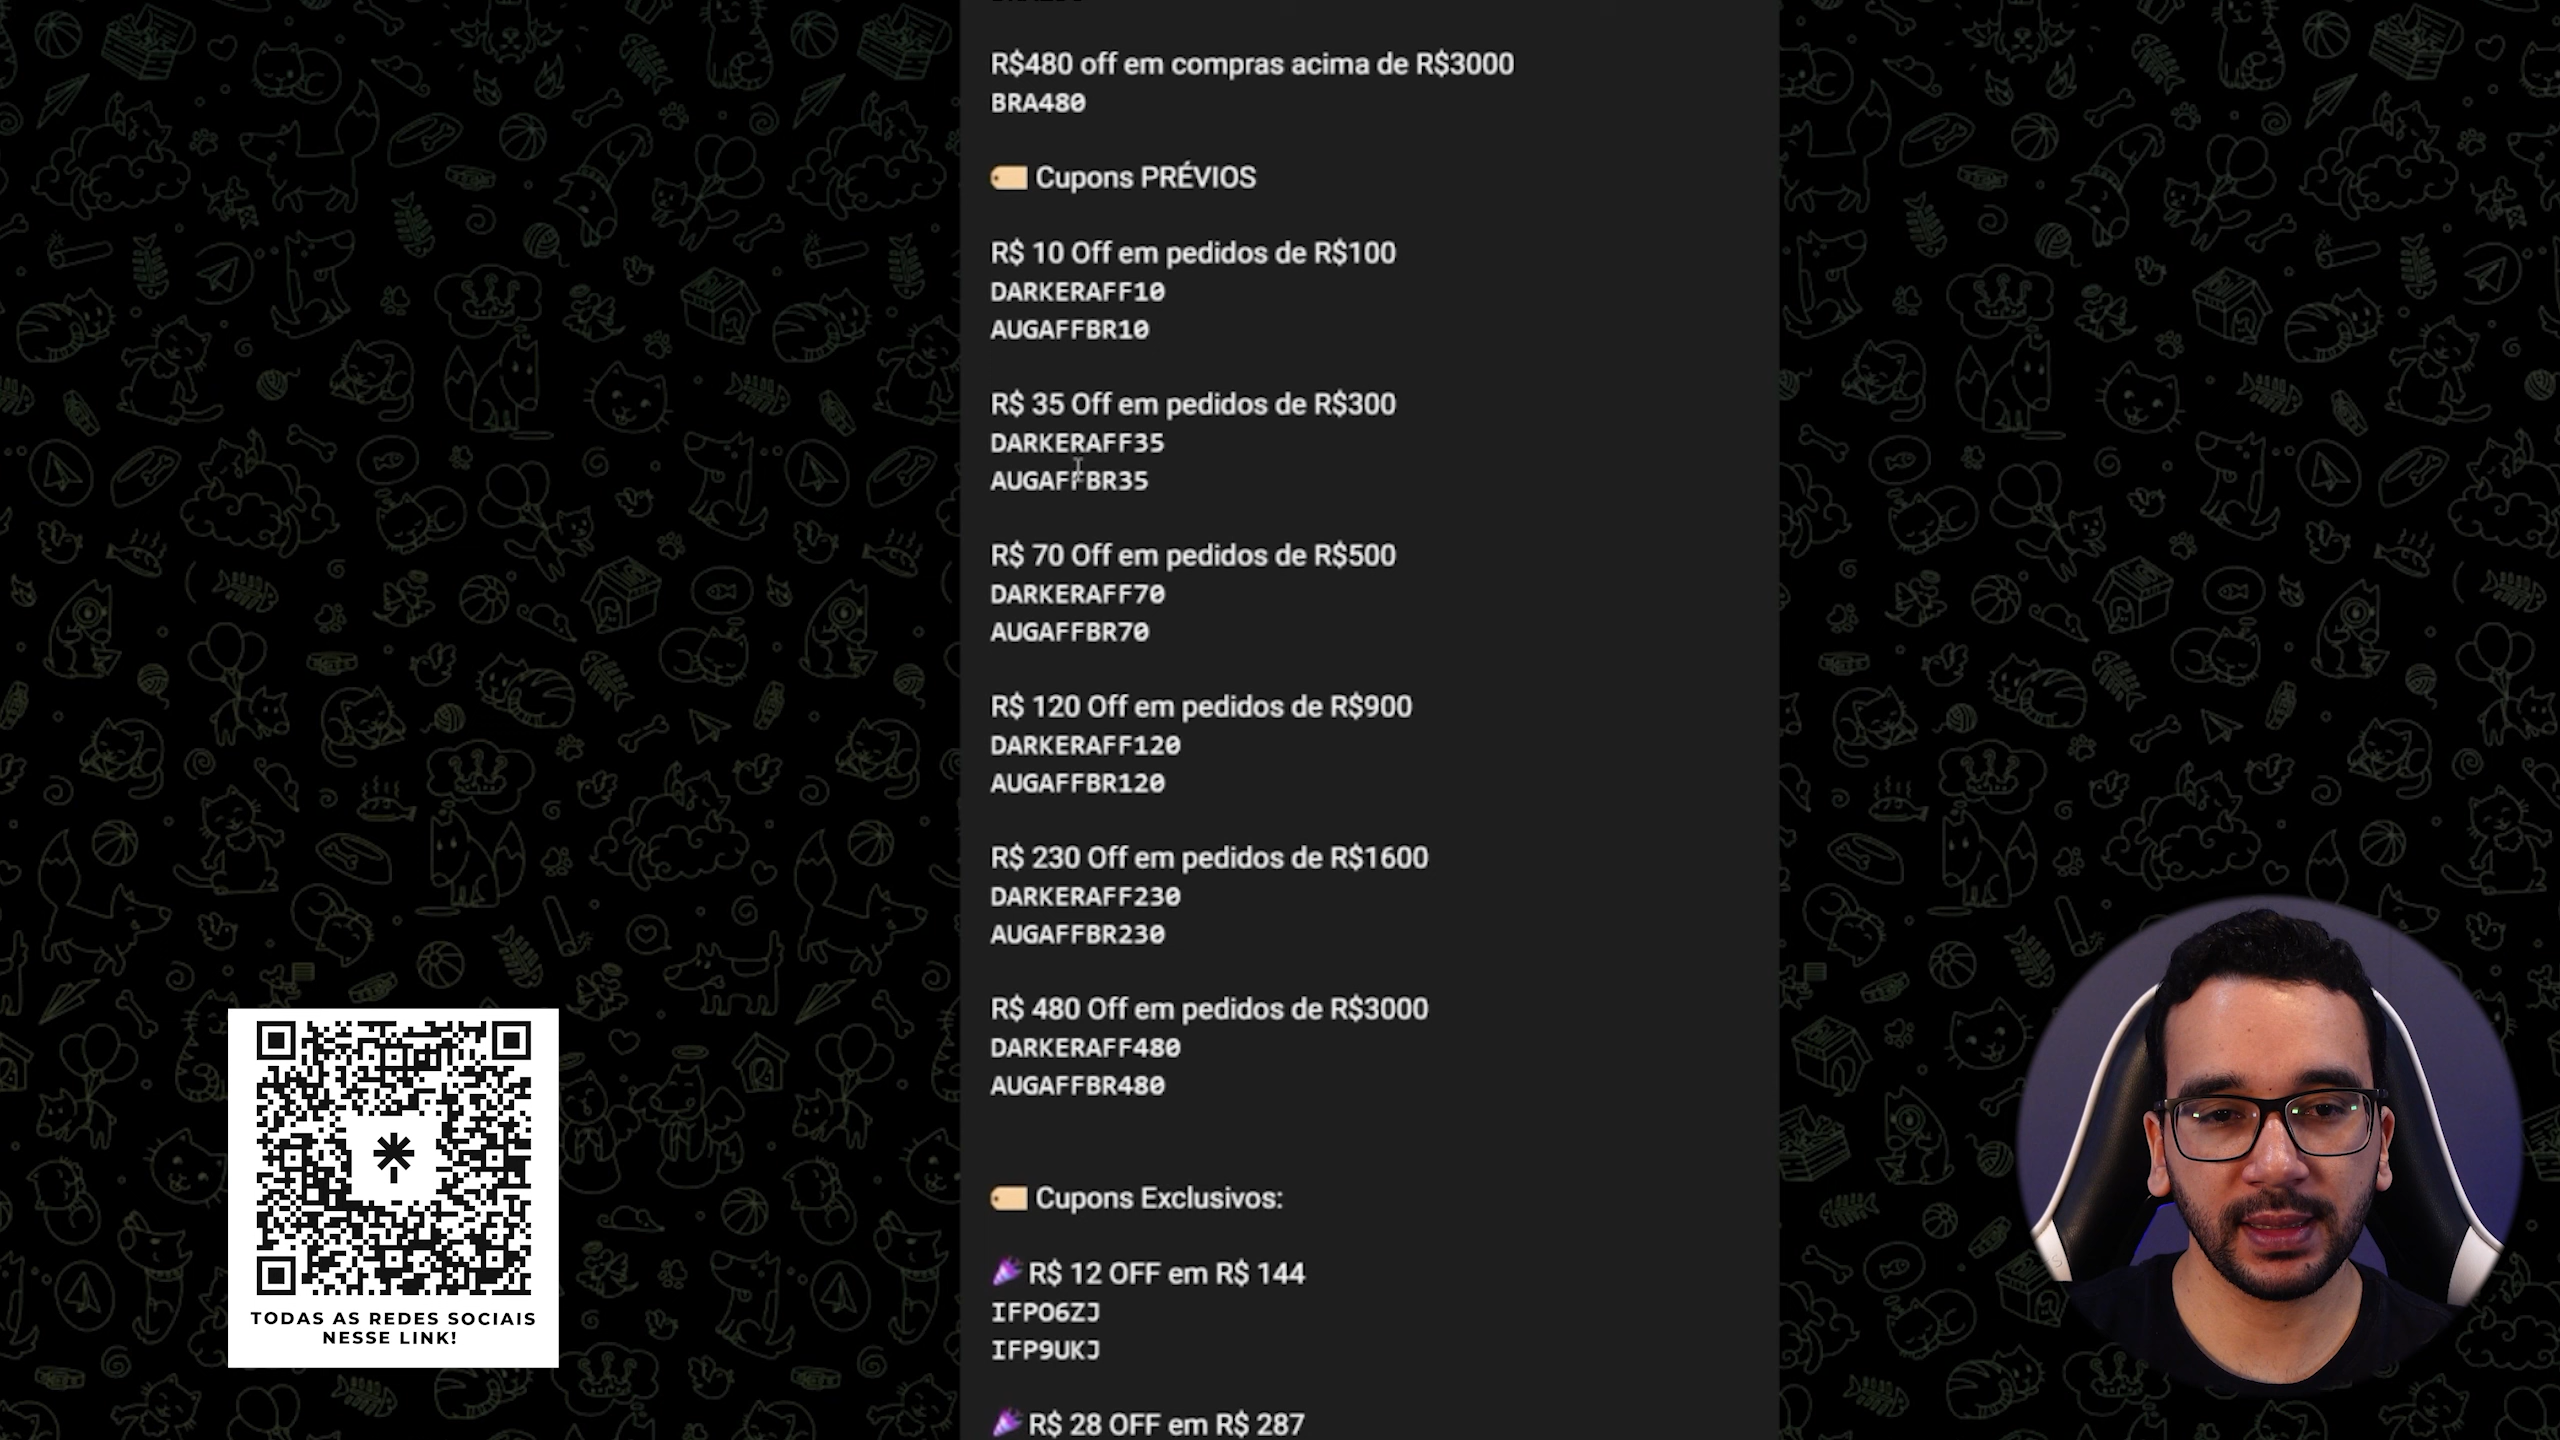 R$480 off em compras acima de R$3000
BRA480
Cupons PRÉVIOS
R$ 10 Off em pedidos de R$100
DARKERAFF10
AUGAFFBR10
R$ 35 Off em pedidos de R$300
DARKERAFF35
AUGAFFBR35
R$ 70 Off em pedidos de R$500
DARKERAFF70
AUGAFFBR70
R$ 120 Off em pedidos de R$900
DARKERAFF120
AUGAFFBR120
R$ 230 Off em pedidos de R$1600
DARKERAFF230
AUGAFFBR230
R$ 480 Off em pedidos de R$3000
DARKERAFF480
AUGAFFBR480
Cupons Exclusivos:
R$ 12 OFF em R$ 144
IFPO6ZJ
IFP9UKJ
R$ 28 OFF em R$ 287
TODAS AS REDES SOCIAIS
NESSE LINK!